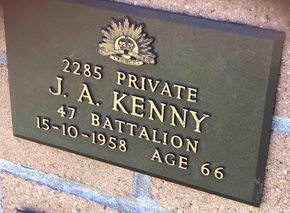 2285 PRIVATE
J. A. KENNY
47 BATTALION
15-10-1958 AGE 66